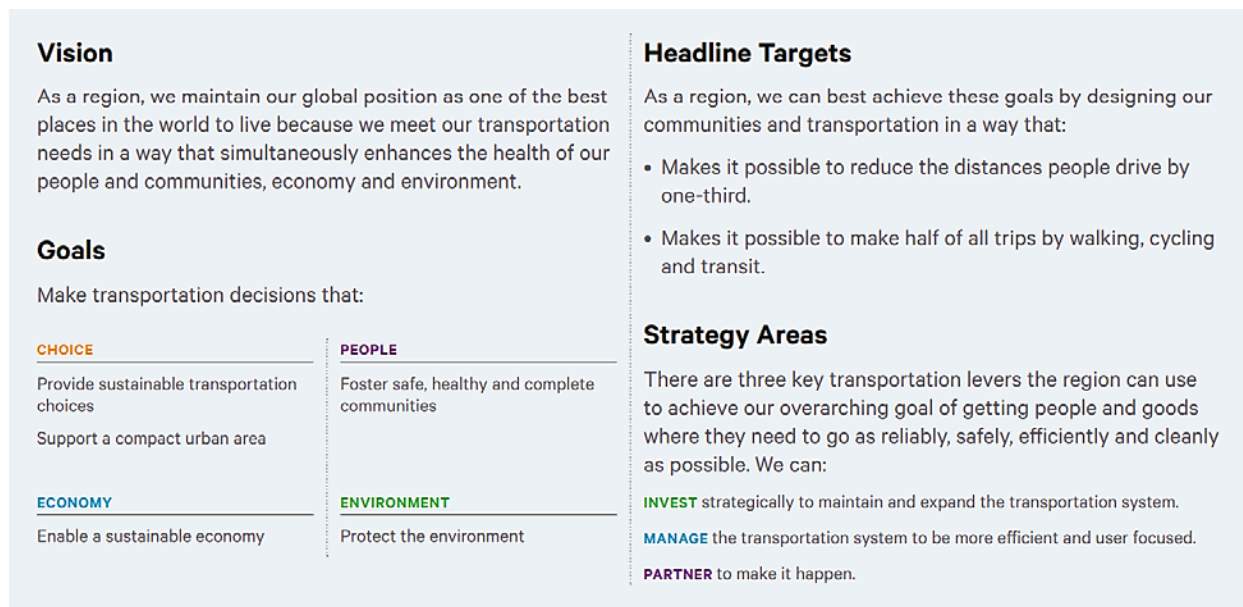 Vision
As a region, we maintain our global position as one of the best
places in the world to live because we meet our transportation
needs in a way that simultaneously enhances the health of our
people and communities, economy and environment.
Goals
Make transportation decisions that:
CHOICE
Provide sustainable transportation
choices
Support a compact urban area
PEOPLE
Foster safe, healthy and complete
communities
ECONOMY
Enable a sustainable economy
ENVIRONMENT
Protect the environment
Headline Targets
As a region, we can best achieve these goals by designing our
communities and transportation in a way that:
• Makes it possible to reduce the distances people drive by
one-third.
• Makes it possible to make half of all trips by walking, cycling
and transit.
Strategy Areas
There are three key transportation levers the region can use
to achieve our overarching goal of getting people and goods
where they need to go as reliably, safely, efficiently and cleanly
as possible. We can:
INVEST strategically to maintain and expand the transportation system.
MANAGE the transportation system to be more efficient and user focused.
PARTNER to make it happen.